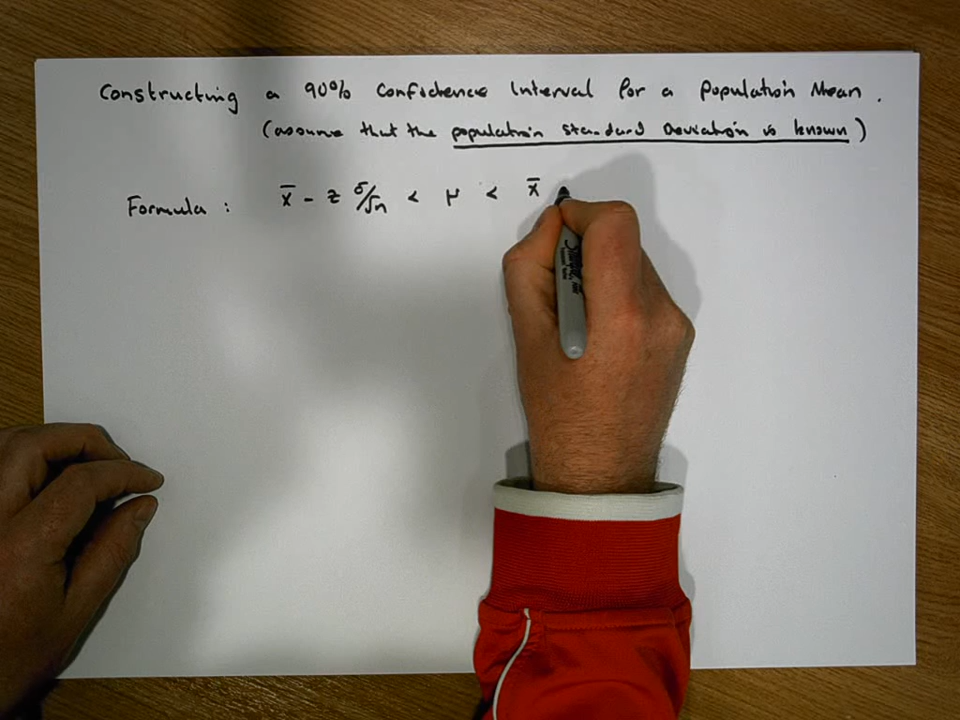 Constructing a 90% Confidence Interval for a Population Mean.
(assume that the population standard deviation is known)
Formula : x̄ - z σ/√n < μ < x̄